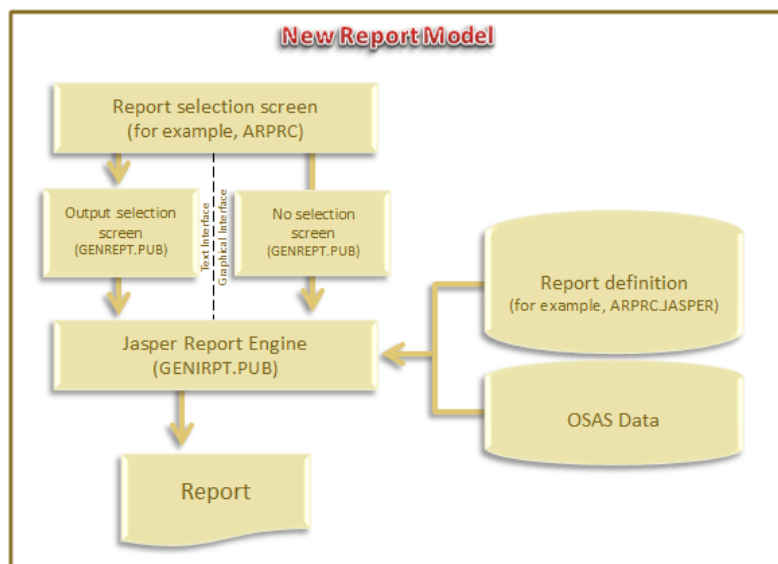 New Report Model
Report selection screen
(for example, ARPRC)
Output selection
screen
(GENREPT.PUB)
Text Interface
Graphical Interface
No selection
screen
(GENREPT.PUB)
Report definition
(for example, ARPRC.JASPER)
Jasper Report Engine
(GENIRPT.PUB)
OSAS Data
Report